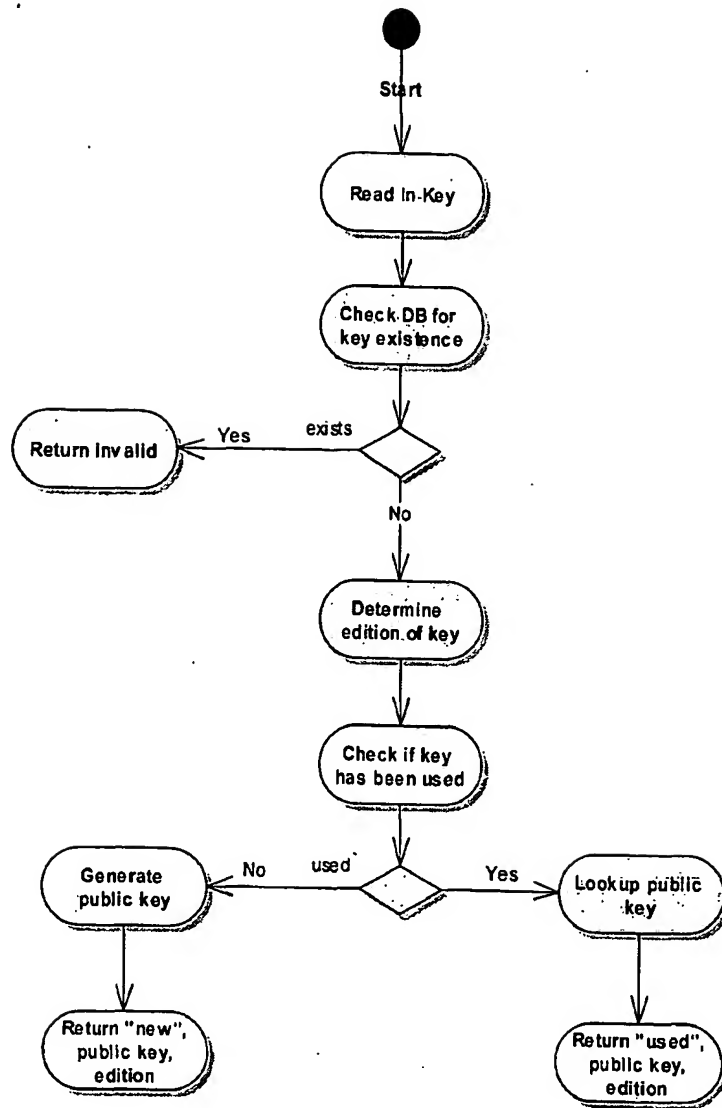 Start
Read In-Key
Check DB for
key existence
exists
Yes
Return Invalid
No
Determine
edition of key
Check if key
has been used
used
No
Yes
Generate
public key
Lookup public
key
Return "new",
public key,
edition
Return "used",
public key,
edition